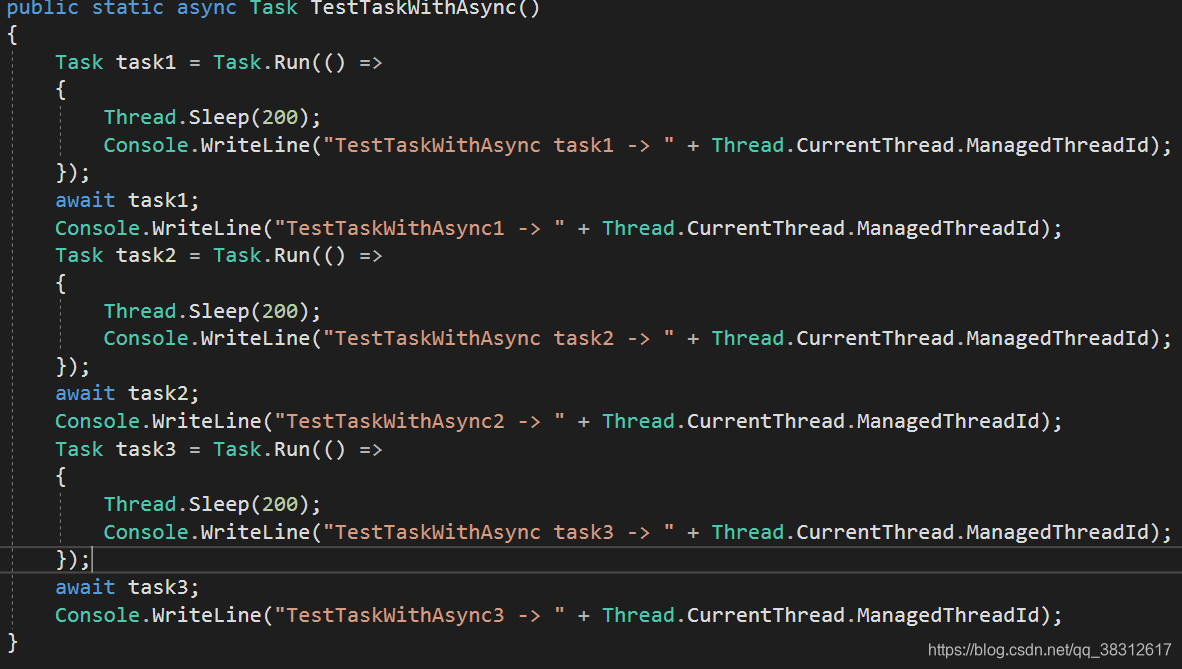 public static async Task TestTaskWithAsync()
{
    Task task1 = Task.Run(() =>
    {
        Thread.Sleep(200);
        Console.WriteLine("TestTaskWithAsync task1 -> " + Thread.CurrentThread.ManagedThreadId);
    });
    await task1;
    Console.WriteLine("TestTaskWithAsync1 -> " + Thread.CurrentThread.ManagedThreadId);
    Task task2 = Task.Run(() =>
    {
        Thread.Sleep(200);
        Console.WriteLine("TestTaskWithAsync task2 -> " + Thread.CurrentThread.ManagedThreadId);
    });
    await task2;
    Console.WriteLine("TestTaskWithAsync2 -> " + Thread.CurrentThread.ManagedThreadId);
    Task task3 = Task.Run(() =>
    {
        Thread.Sleep(200);
        Console.WriteLine("TestTaskWithAsync task3 -> " + Thread.CurrentThread.ManagedThreadId);
    });
    await task3;
    Console.WriteLine("TestTaskWithAsync3 -> " + Thread.CurrentThread.ManagedThreadId);
}
https://blog.csdn.net/qq_38312617